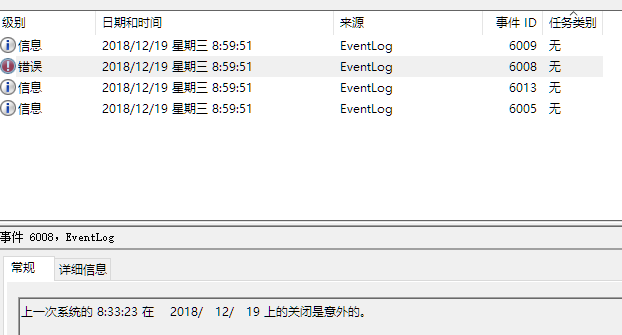 级别 日期和时间 来源 事件 ID 任务类别
信息 2018/12/19 星期三 8:59:51 EventLog 6009 无
错误 2018/12/19 星期三 8:59:51 EventLog 6008 无
信息 2018/12/19 星期三 8:59:51 EventLog 6013 无
信息 2018/12/19 星期三 8:59:51 EventLog 6005 无
事件 6008，EventLog
常规 详细信息
上一次系统的 8:33:23 在 2018/ 12/ 19 上的关闭是意外的。